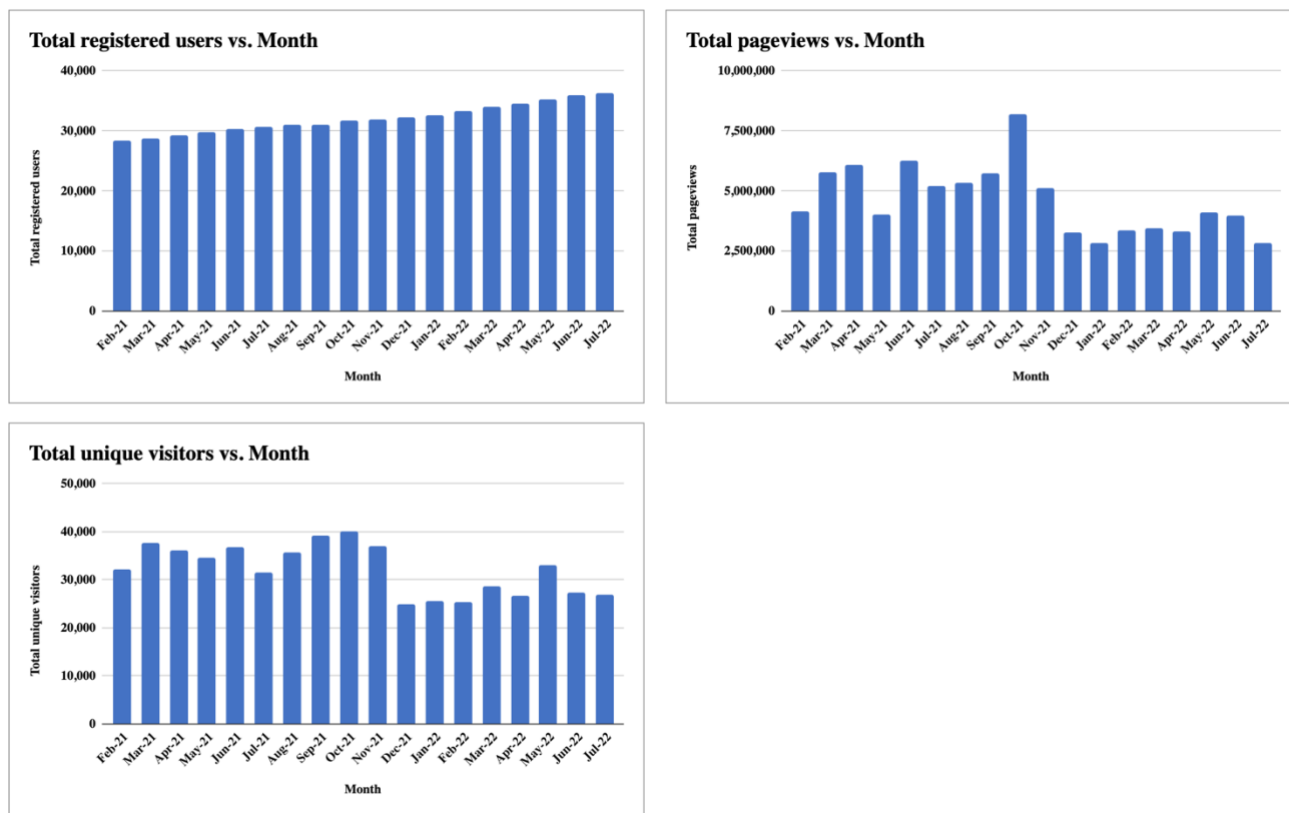 Total registered users vs. Month
40,000
30,000
20,000
10,000
0
Total registered users
Feb-21
Mar-21
Apr-21
May-21
Jun-21
Jul-21
Aug-21
Sep-21
Oct-21
Nov-21
Dec-21
Jan-22
Feb-22
Mar-22
Apr-22
May-22
Jun-22
Jul-22
Month
Total pageviews vs. Month
10,000,000
7,500,000
5,000,000
2,500,000
0
Total pageviews
Feb-21
Mar-21
Apr-21
May-21
Jun-21
Jul-21
Aug-21
Sep-21
Oct-21
Nov-21
Dec-21
Jan-22
Feb-22
Mar-22
Apr-22
May-22
Jun-22
Jul-22
Month
Total unique visitors vs. Month
50,000
40,000
30,000
20,000
10,000
0
Total unique visitors
Feb-21
Mar-21
Apr-21
May-21
Jun-21
Jul-21
Aug-21
Sep-21
Oct-21
Nov-21
Dec-21
Jan-22
Feb-22
Mar-22
Apr-22
May-22
Jun-22
Jul-22
Month